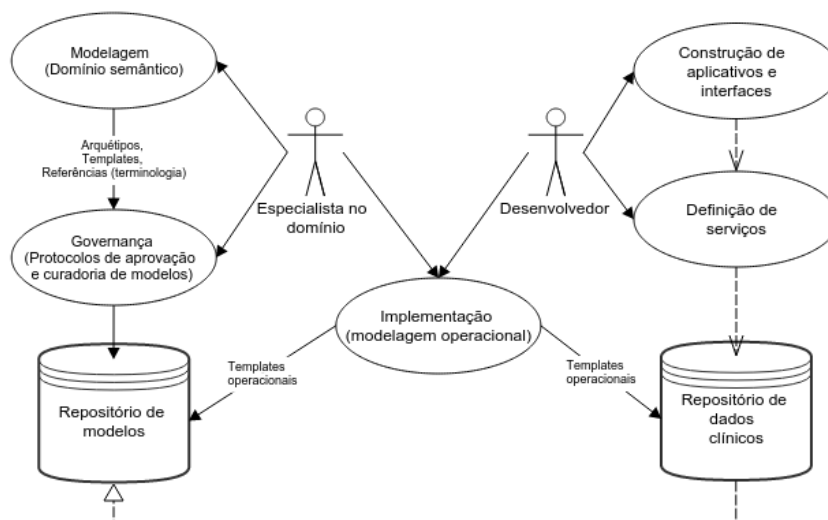 Modelagem
(Domínio semântico)
Construção de
aplicativos e
interfaces
Arquétipos,
Templates,
Referências (terminologia)
Especialista no
domínio
Desenvolvedor
Definição de
serviços
Governança
(Protocolos de aprovação
e curadoria de modelos)
Implementação
(modelagem operacional)
Templates
operacionais
Templates
operacionais
Repositório de
modelos
Repositório de
dados
clínicos